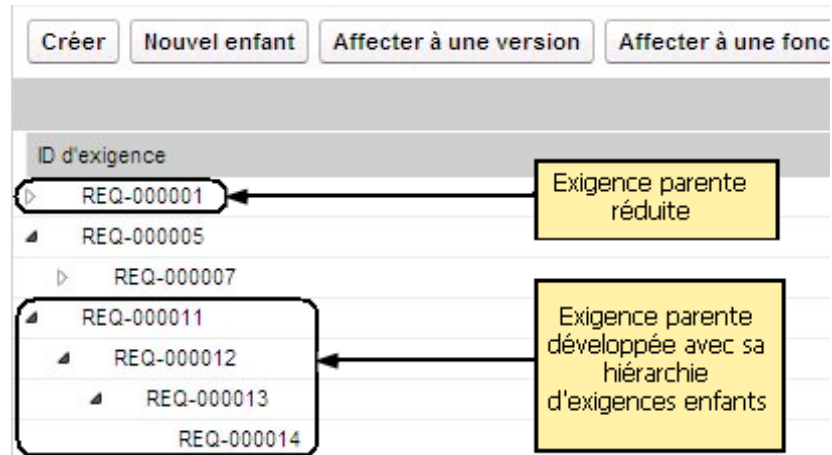 Créer Nouvel enfant Affecter à une version Affecter à une fonc
ID d'exigence
REQ-000001
Exigence parente
réduite
REQ-000005
REQ-000007
REQ-000011
REQ-000012
REQ-000013
REQ-000014
Exigence parente
développée avec sa
hiérarchie
d'exigences enfants